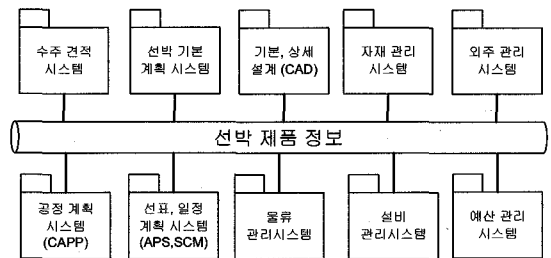 수주 견적
시스템
선박 기본
계획 시스템
기본, 상세
설계 (CAD)
자재 관리
시스템
외주 관리
시스템
선박 제품 정보
공정 계획
시스템
(CAPP)
선표, 일정
계획 시스템
(APS,SCM)
물류
관리시스템
설비
관리시스템
예산 관리
시스템